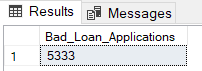 Results Messages
Bad_Loan_Applications
1 5333